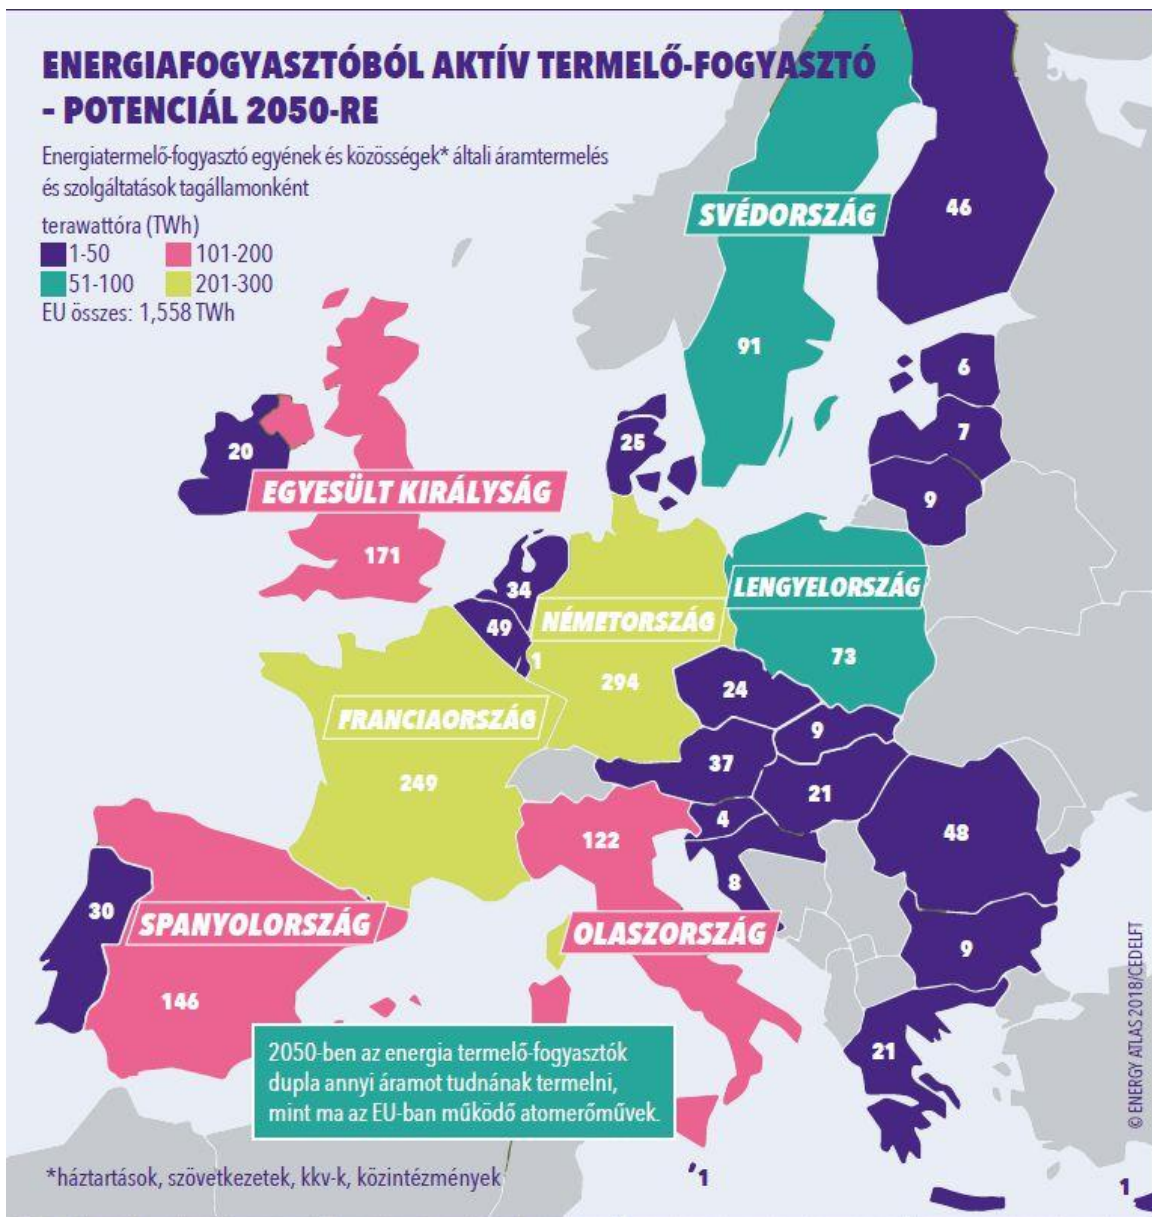 ENERGIAFOGYASZTÓBÓL AKTÍV TERMELŐ-FOGYASZTÓ
- POTENCIÁL 2050-RE
Energiatermelő-fogyasztó egyének és közösségek* általi áramtermelés
és szolgáltatások tagállamonként
terawattóra (TWh)
1-50
101-200
51-100
201-300
EU összes: 1,558 TWh
SVÉDORSZÁG
46
91
6
7
9
25
20
EGYESÜLT KIRÁLYSÁG
171
34
49
1
NÉMETORSZÁG
294
LENGYELORSZÁG
73
24
9
FRANCIAORSZÁG
249
37
21
4
122
48
8
30
SPANYOLORSZÁG
146
OLASZORSZÁG
9
21
2050-ben az energia termelő-fogyasztók
dupla annyi áramot tudnának termelni,
mint ma az EU-ban működő atomerőművek.
*háztartások, szövetkezetek, kkv-k, közintézmények
1
1
© ENERGY ATLAS 2018/CEDELFT